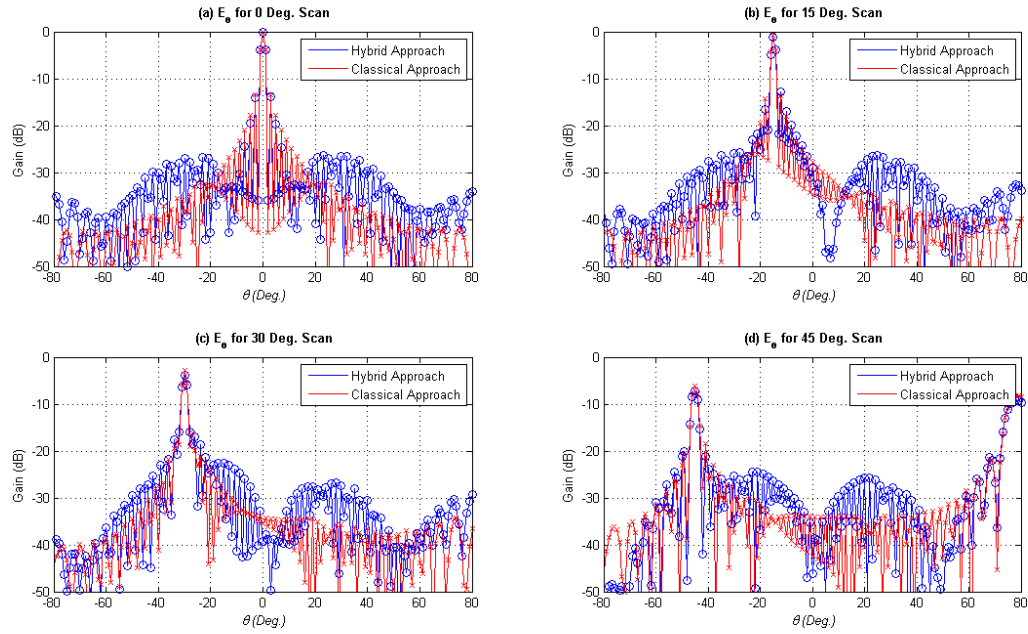 (a) E_θ for 0 Deg. Scan
0
-10
-20
-30
-40
-50
Gain (dB)
-80 -60 -40 -20 0 20 40 60 80
θ (Deg.)
Hybrid Approach
Classical Approach
(b) E_θ for 15 Deg. Scan
0
-10
-20
-30
-40
-50
Gain (dB)
-80 -60 -40 -20 0 20 40 60 80
θ (Deg.)
Hybrid Approach
Classical Approach
(c) E_θ for 30 Deg. Scan
0
-10
-20
-30
-40
-50
Gain (dB)
-80 -60 -40 -20 0 20 40 60 80
θ (Deg.)
Hybrid Approach
Classical Approach
(d) E_θ for 45 Deg. Scan
0
-10
-20
-30
-40
-50
Gain (dB)
-80 -60 -40 -20 0 20 40 60 80
θ (Deg.)
Hybrid Approach
Classical Approach